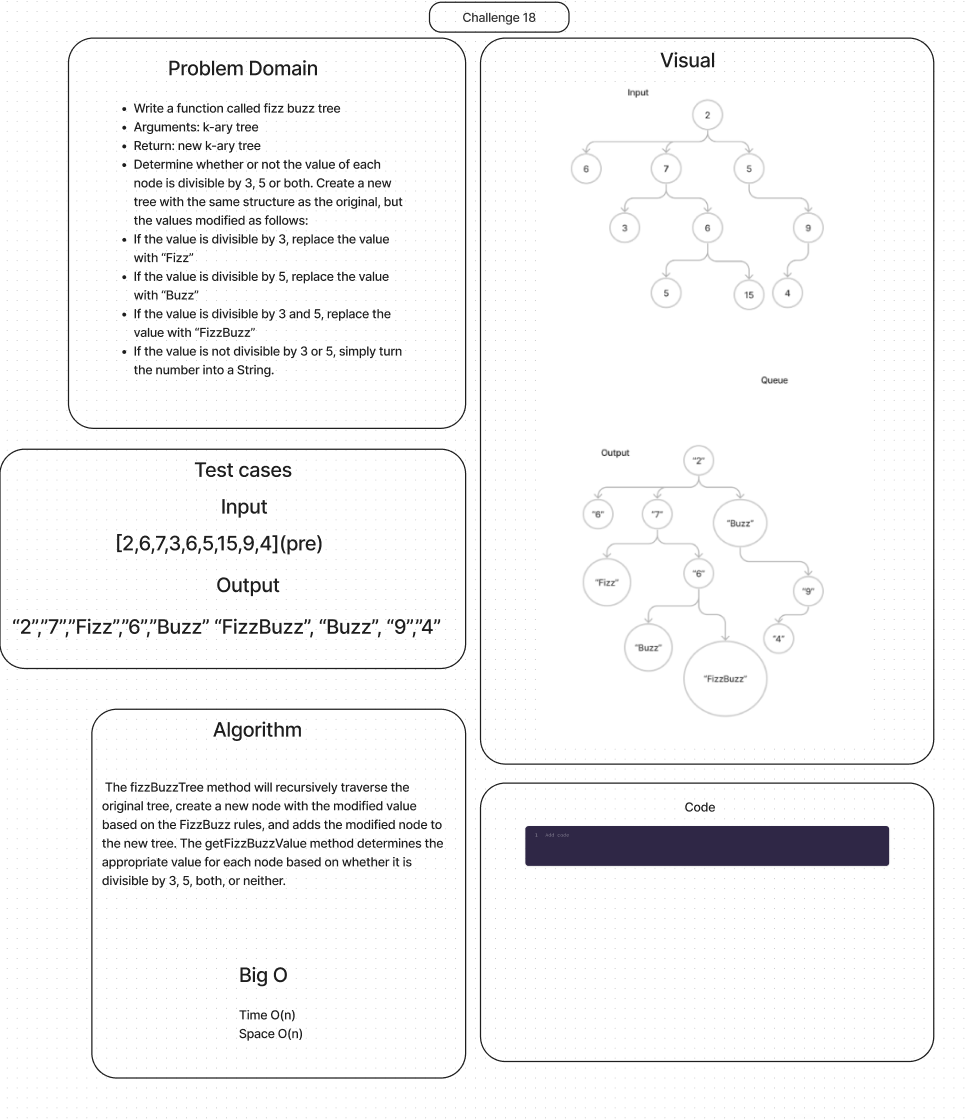 Challenge 18
Problem Domain
• Write a function called fizz buzz tree
• Arguments: k-ary tree
• Return: new k-ary tree
• Determine whether or not the value of each
node is divisible by 3, 5 or both. Create a new
tree with the same structure as the original, but
the values modified as follows:
• If the value is divisible by 3, replace the value
with “Fizz”
• If the value is divisible by 5, replace the value
with “Buzz”
• If the value is divisible by 3 and 5, replace the
value with “FizzBuzz”
• If the value is not divisible by 3 or 5, simply turn
the number into a String.
Test cases
Input
[2,6,7,3,6,5,15,9,4](pre)
Output
“2”,”7”,”Fizz”,”6”,”Buzz” “FizzBuzz”, “Buzz”, “9”,”4”
Algorithm
The fizzBuzzTree method will recursively traverse the
original tree, create a new node with the modified value
based on the FizzBuzz rules, and adds the modified node to
the new tree. The getFizzBuzzValue method determines the
appropriate value for each node based on whether it is
divisible by 3, 5, both, or neither.
Big O
Time O(n)
Space O(n)
Visual
Input
2
6 7 5
3 6 9
5 15 4
Queue
Output
“2”
“6” “7” “Buzz”
“Fizz” “6” “9”
“Buzz” “FizzBuzz” “4”
Code
1 Add code